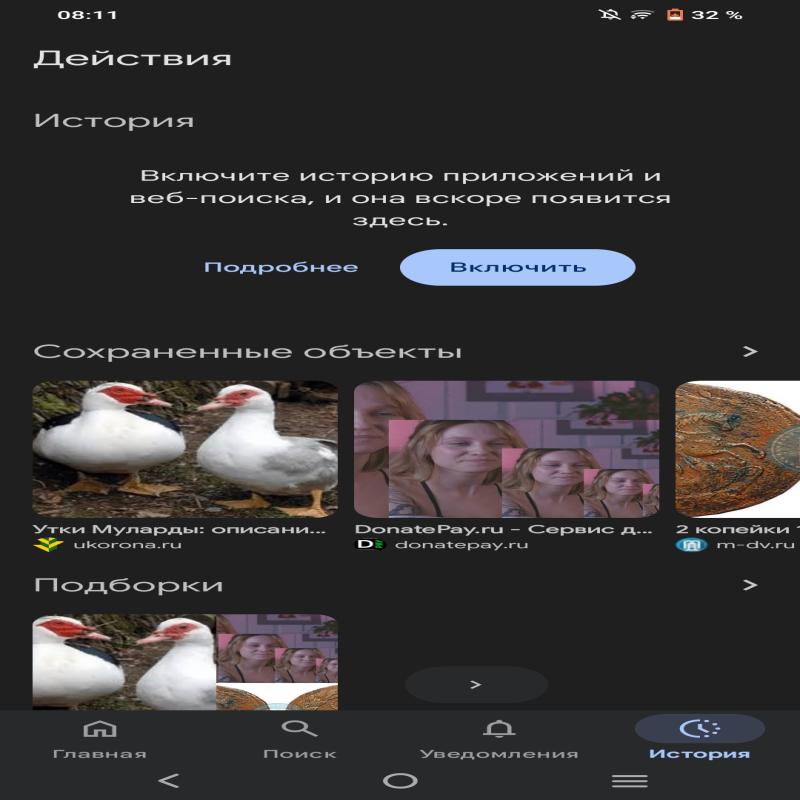 08:11
32 %
Действия
История
Включите историю приложений и
веб-поиска, и она вскоре появится
здесь.
Подробнее
Включить
Сохраненные объекты
Утки Муларды: описани...
ukorona.ru
DonatePay.ru - Сервис д...
donatepay.ru
2 копейки 1
m-dv.ru
Подборки
Главная
Поиск
Уведомления
История